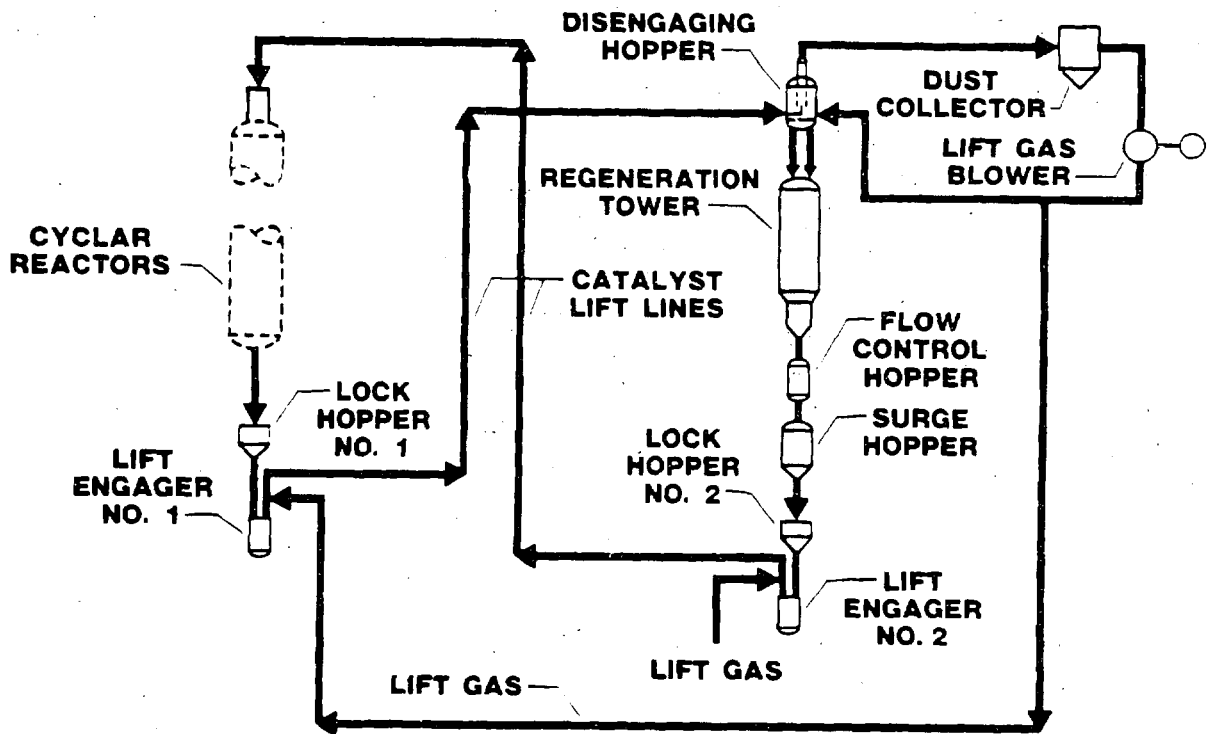 DISENGAGING
HOPPER
DUST
COLLECTOR
LIFT GAS
BLOWER
REGENERATION
TOWER
CYCLAR
REACTORS
CATALYST
LIFT LINES
FLOW
CONTROL
HOPPER
LOCK
HOPPER
NO. 1
SURGE
HOPPER
LOCK
HOPPER
NO. 2
LIFT
ENGAGER
NO. 1
LIFT
ENGAGER
NO. 2
LIFT GAS
LIFT GAS